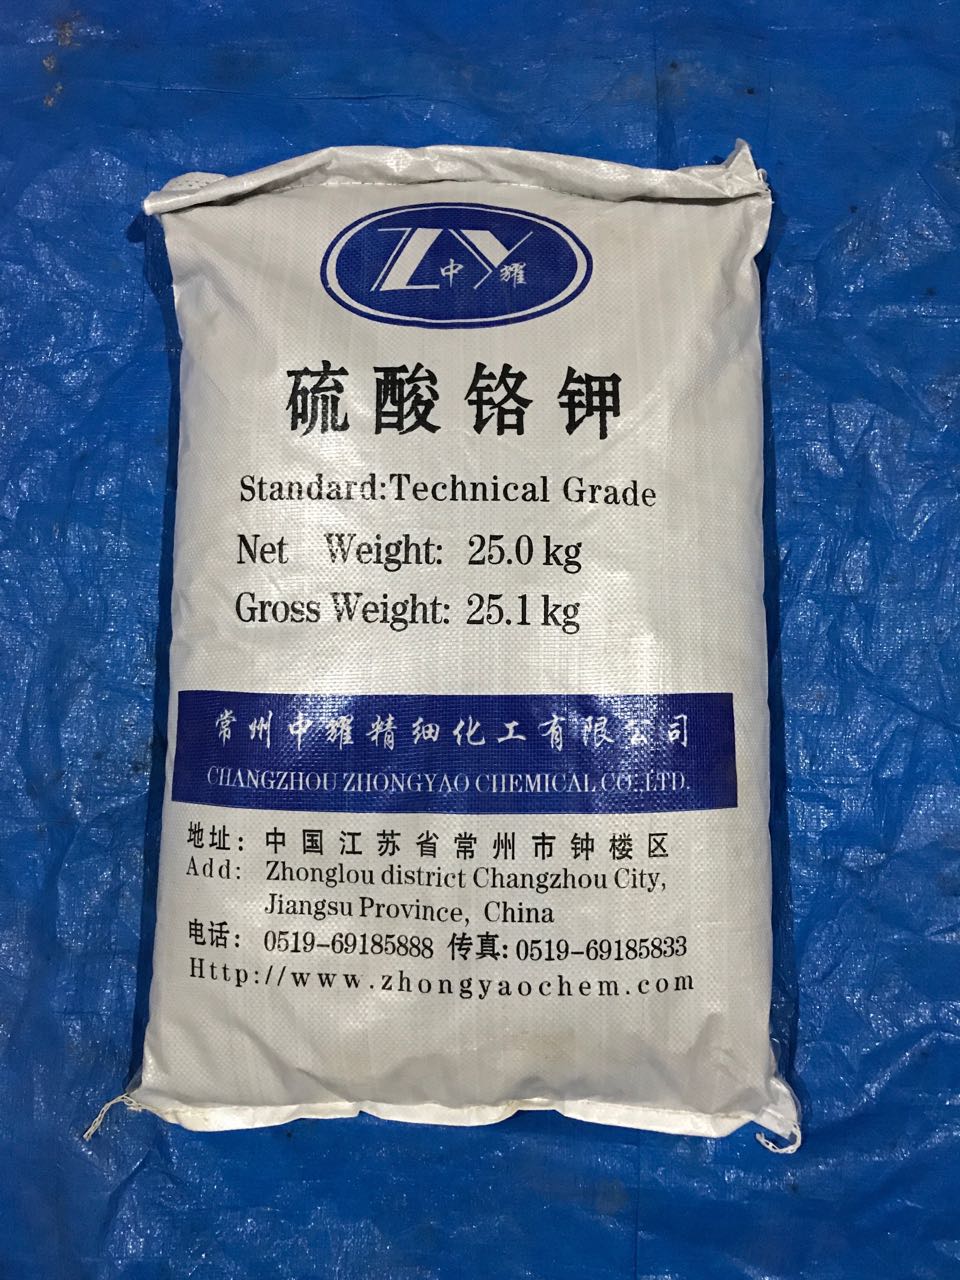 ZY
中耀
硫酸铬钾
Standard:Technical Grade
Net Weight: 25.0 kg
Gross Weight: 25.1 kg
常州中耀精细化工有限公司
CHANGZHOU ZHONGYAO CHEMICAL CO.,LTD.
地址: 中国江苏省常州市钟楼区
Add: Zhonglou district Changzhou City,
Jiangsu Province, China
电话: 0519-69185888 传真: 0519-69185833
Http://www.zhongyaochem.com